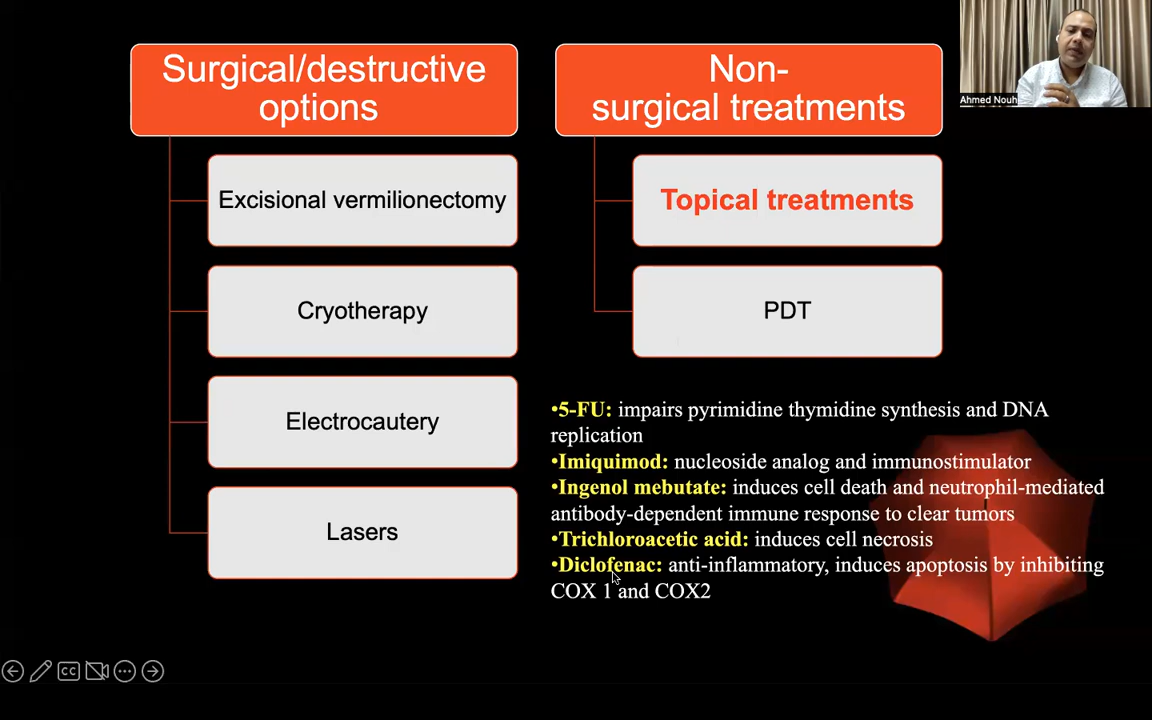 Surgical/destructive
options
Excisional vermilionectomy
Cryotherapy
Electrocautery
Lasers
Non-
surgical treatments
Topical treatments
PDT
•5-FU: impairs pyrimidine thymidine synthesis and DNA
replication
•Imiquimod: nucleoside analog and immunostimulator
•Ingenol mebutate: induces cell death and neutrophil-mediated
antibody-dependent immune response to clear tumors
•Trichloroacetic acid: induces cell necrosis
•Diclofenac: anti-inflammatory, induces apoptosis by inhibiting
COX 1 and COX2
Ahmed Nouh
CC